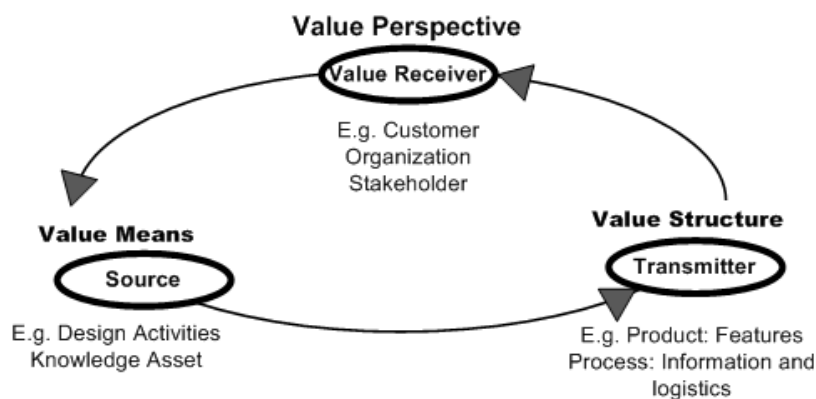 Value Perspective
Value Receiver
E.g. Customer
Organization
Stakeholder
Value Means
Source
E.g. Design Activities
Knowledge Asset
Value Structure
Transmitter
E.g. Product: Features
Process: Information and
logistics